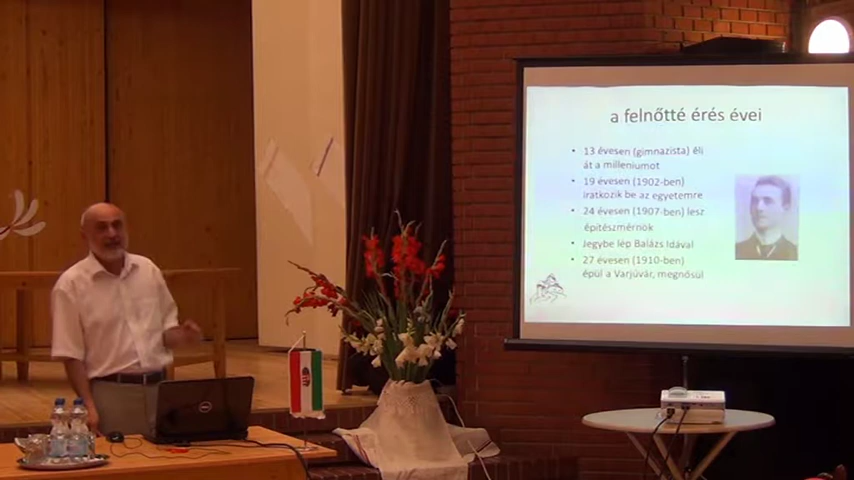 a felnőtté érés évei
• 13 évesen (gimnazista) éli
át a milleniumot
• 19 évesen (1902-ben)
iratkozik be az egyetemre
• 24 évesen (1907-ben) lesz
építészmérnök
• Jegybe lép Balázs Idával
• 27 évesen (1910-ben)
épül a Varjúvár, megnősül
DELL